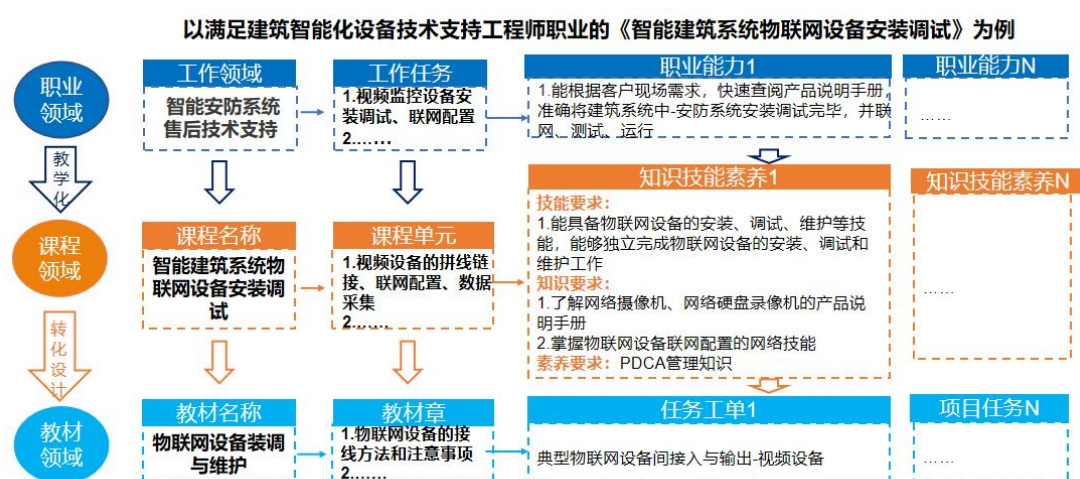 以满足建筑智能化设备技术支持工程师职业的《智能建筑系统物联网设备安装调试》为例
职业
领域
工作领域
智能安防系统
售后技术支持
工作任务
1.视频监控设备安
装调试、联网配置
2.……
职业能力1
1.能根据客户现场需求，快速查阅产品说明手册，
准确将建筑系统中-安防系统安装调试完毕，并联
网、测试、运行
职业能力N
……
教
学
化
课程
领域
课程名称
智能建筑系统物
联网设备安装调
试
课程单元
1.视频设备的拼线链
接、联网配置、数据
采集
2.……
知识技能素养1
技能要求：
1.能具备物联网设备的安装、调试、维护等技
能，能够独立完成物联网设备的安装、调试和
维护工作
知识要求：
1.了解网络摄像机、网络硬盘录像机的产品说
明手册
2.掌握物联网设备联网配置的网络技能
素养要求：PDCA管理知识
知识技能素养N
……
转
化
设
计
教材
领域
教材名称
物联网设备装调
与维护
教材章
1.物联网设备的接
线方法和注意事项
2.……
任务工单1
典型物联网设备间接入与输出-视频设备
项目任务N
……